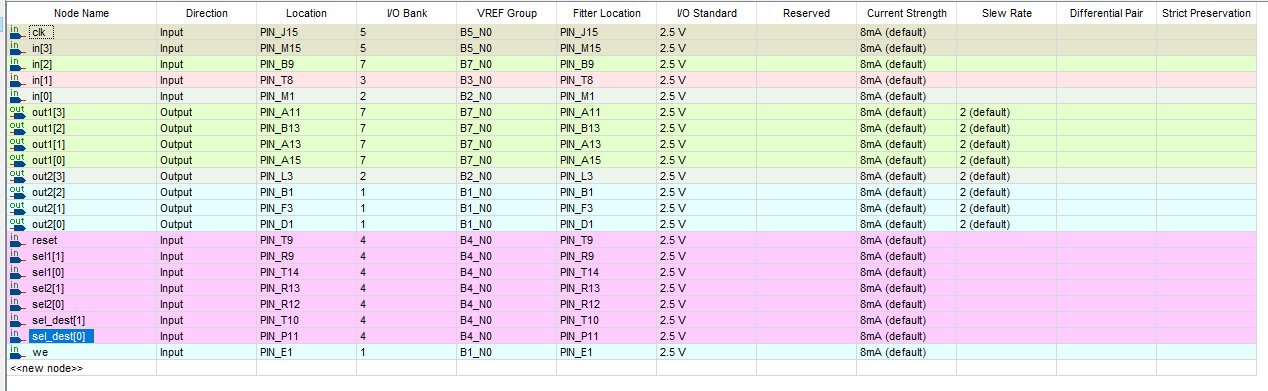 Node Name Direction Location I/O Bank VREF Group Fitter Location I/O Standard Reserved Current Strength Slew Rate Differential Pair Strict Preservation
in clk Input PIN_J15 5 B5_N0 PIN_J15 2.5 V 8mA (default)
in in[3] Input PIN_M15 5 B5_N0 PIN_M15 2.5 V 8mA (default)
in in[2] Input PIN_B9 7 B7_N0 PIN_B9 2.5 V 8mA (default)
in in[1] Input PIN_T8 3 B3_N0 PIN_T8 2.5 V 8mA (default)
in in[0] Input PIN_M1 2 B2_N0 PIN_M1 2.5 V 8mA (default)
out out1[3] Output PIN_A11 7 B7_N0 PIN_A11 2.5 V 8mA (default) 2 (default)
out out1[2] Output PIN_B13 7 B7_N0 PIN_B13 2.5 V 8mA (default) 2 (default)
out out1[1] Output PIN_A13 7 B7_N0 PIN_A13 2.5 V 8mA (default) 2 (default)
out out1[0] Output PIN_A15 7 B7_N0 PIN_A15 2.5 V 8mA (default) 2 (default)
out out2[3] Output PIN_L3 2 B2_N0 PIN_L3 2.5 V 8mA (default) 2 (default)
out out2[2] Output PIN_B1 1 B1_N0 PIN_B1 2.5 V 8mA (default) 2 (default)
out out2[1] Output PIN_F3 1 B1_N0 PIN_F3 2.5 V 8mA (default) 2 (default)
out out2[0] Output PIN_D1 1 B1_N0 PIN_D1 2.5 V 8mA (default) 2 (default)
in reset Input PIN_T9 4 B4_N0 PIN_T9 2.5 V 8mA (default)
in sel1[1] Input PIN_R9 4 B4_N0 PIN_R9 2.5 V 8mA (default)
in sel1[0] Input PIN_T14 4 B4_N0 PIN_T14 2.5 V 8mA (default)
in sel2[1] Input PIN_R13 4 B4_N0 PIN_R13 2.5 V 8mA (default)
in sel2[0] Input PIN_R12 4 B4_N0 PIN_R12 2.5 V 8mA (default)
in sel_dest[1] Input PIN_T10 4 B4_N0 PIN_T10 2.5 V 8mA (default)
in sel_dest[0] Input PIN_P11 4 B4_N0 PIN_P11 2.5 V 8mA (default)
in we Input PIN_E1 1 B1_N0 PIN_E1 2.5 V 8mA (default)
<<new node>>